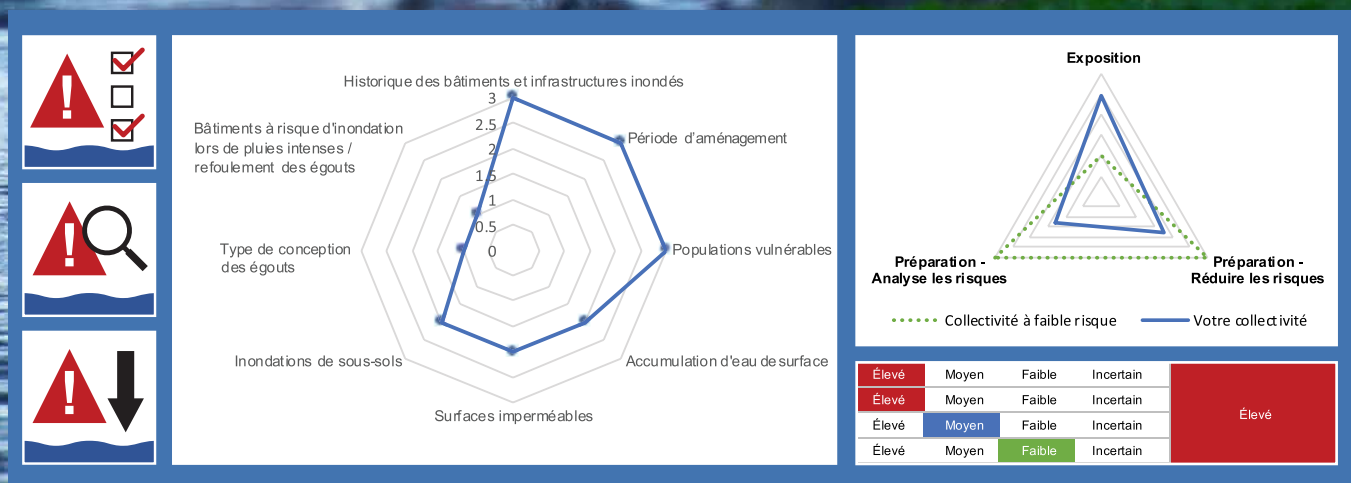 Historique des bâtiments et infrastructures inondés
3
2.5
2
1.5
1
0.5
0
Bâtiments à risque d'inondation
lors de pluies intenses /
refoulement des égouts
Période d'aménagement
Type de conception
des égouts
Populations vulnérables
Inondations de sous-sols
Accumulation d'eau de surface
Surfaces imperméables
Exposition
Préparation -
Analyse les risques
Préparation -
Réduire les risques
Collectivité à faible risque
Votre collectivité
Élevé Moyen Faible Incertain
Élevé Moyen Faible Incertain
Élevé Moyen Faible Incertain
Élevé Moyen Faible Incertain
Élevé